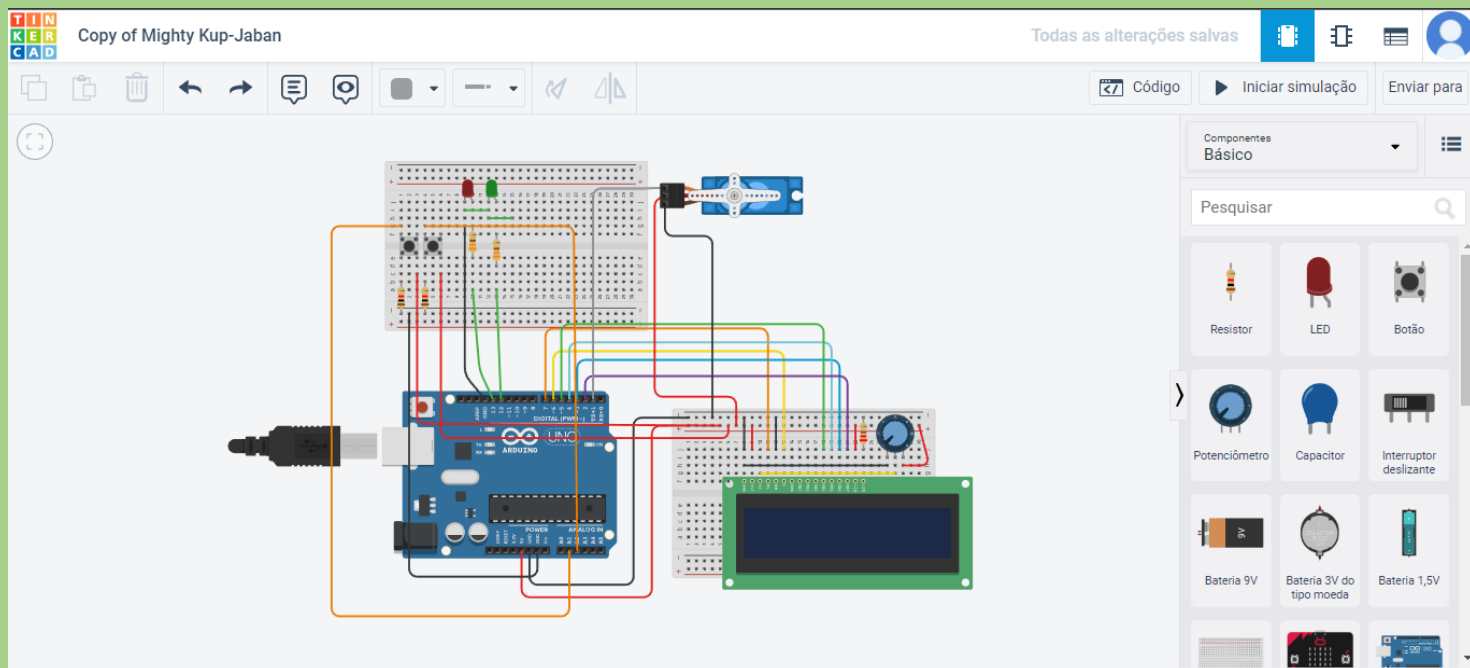 TIN
KER
CAD
Copy of Mighty Kup-Jaban
Todas as alterações salvas
Código
Iniciar simulação
Enviar para
Componentes
Básico
Pesquisar
Resistor
LED
Botão
Potenciômetro
Capacitor
Interruptor
deslizante
Bateria 9V
Bateria 3V do
tipo moeda
Bateria 1,5V
9V
DIGITAL (PWM~)
UNO
ARDUINO
POWER
ANALOG IN